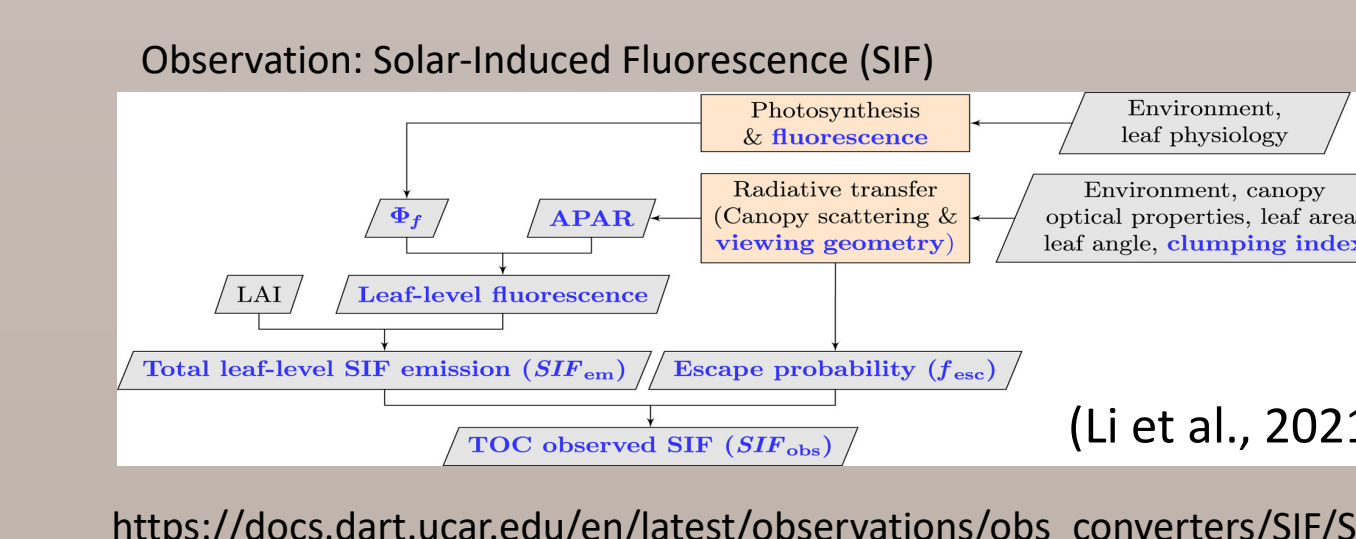 Observation: Solar-Induced Fluorescence (SIF)
Photosynthesis
& fluorescence
Environment,
leaf physiology
Radiative transfer
(Canopy scattering &
viewing geometry)
Environment, canopy
optical properties, leaf area
leaf angle, clumping index
Φf
APAR
LAI
Leaf-level fluorescence
Total leaf-level SIF emission (SIFem)
Escape probability (fesc)
TOC observed SIF (SIFobs)
(Li et al., 2021
https://docs.dart.ucar.edu/en/latest/observations/obs_converters/SIF/S